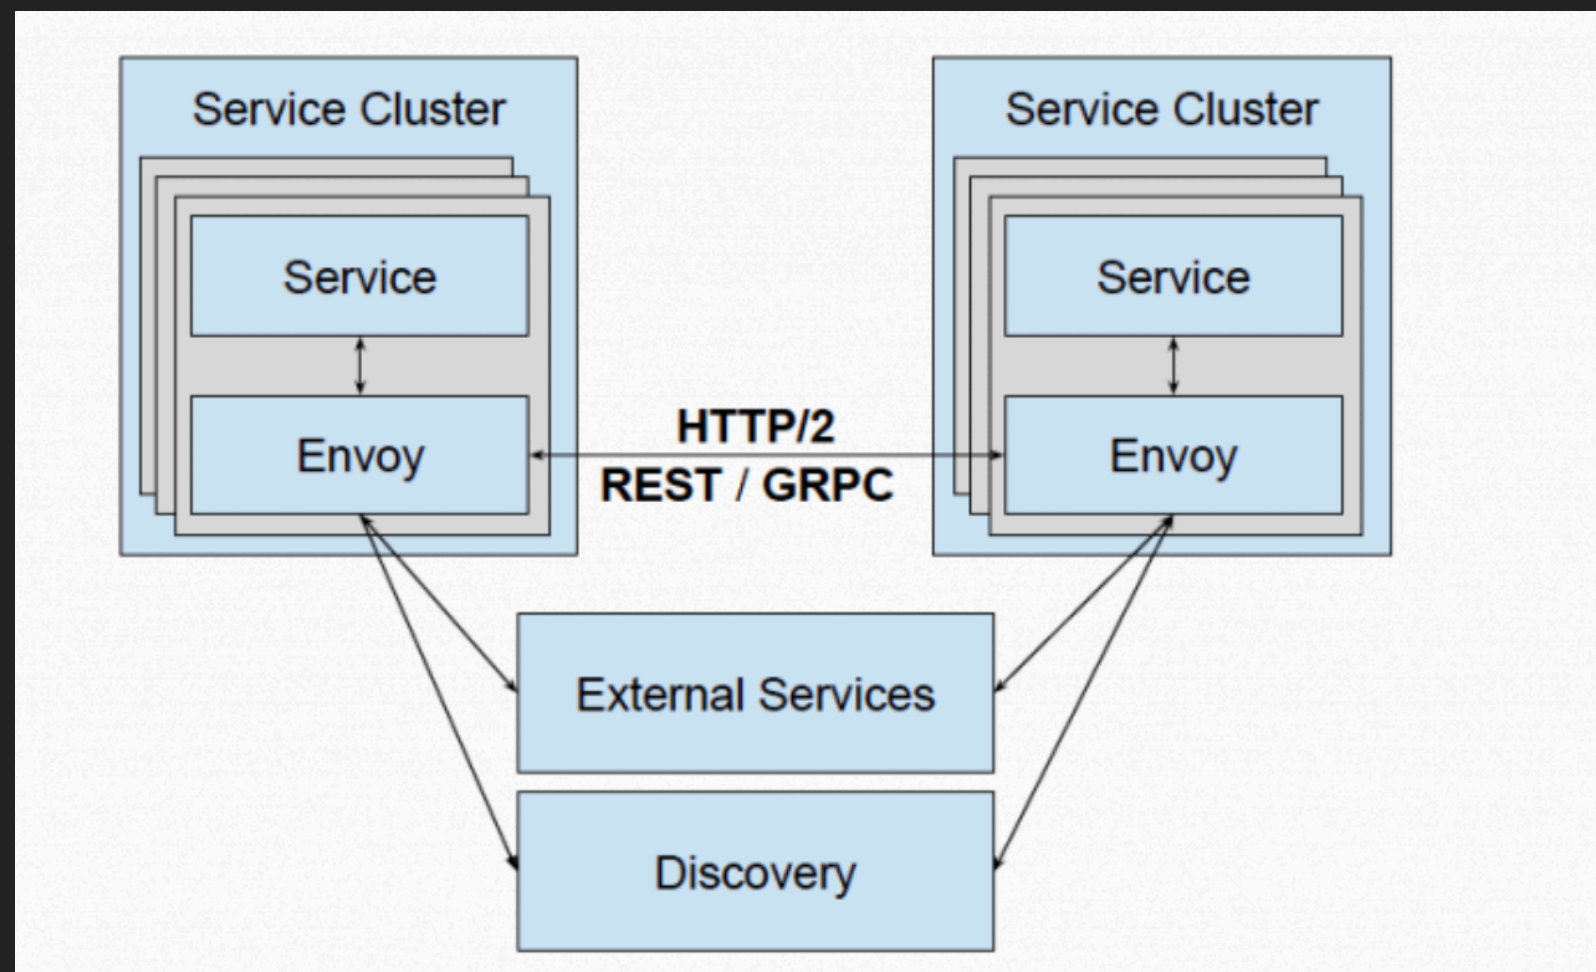 Service Cluster
Service
Envoy
HTTP/2
REST / GRPC
Service Cluster
Service
Envoy
External Services
Discovery